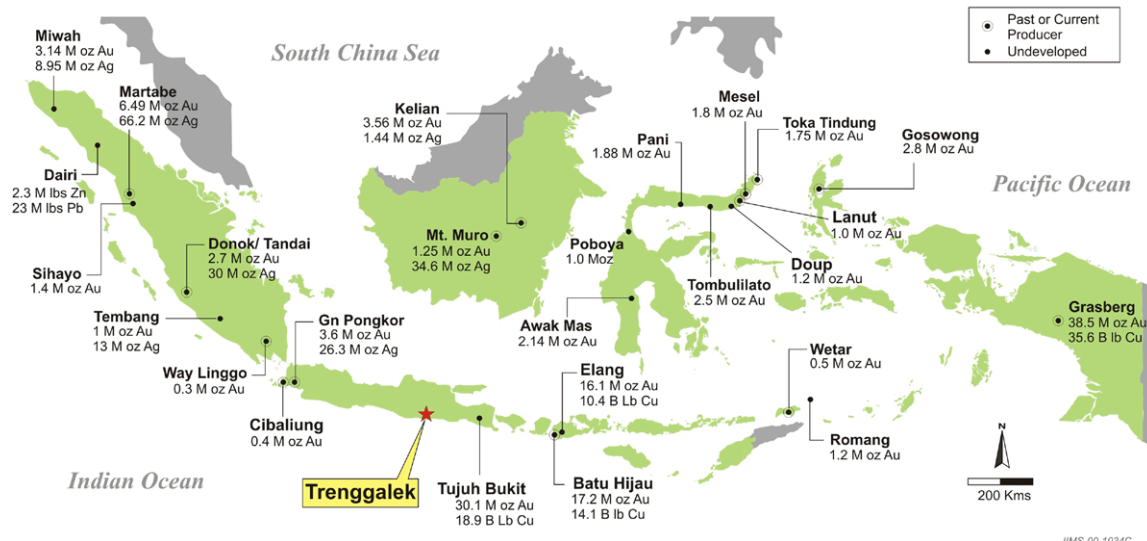 Miwah
3.14 M oz Au
8.95 M oz Ag
South China Sea
Past or Current
Producer
Undeveloped
Martabe
6.49 M oz Au
66.2 M oz Ag
Kelian
3.56 M oz Au
1.44 M oz Ag
Mesel
1.8 M oz Au
Toka Tindung
1.75 M oz Au
Pani
1.88 M oz Au
Gosowong
2.8 M oz Au
Dairi
2.3 M lbs Zn
23 M lbs Pb
Pacific Ocean
Sihayo
1.4 M oz Au
Donok/ Tandai
2.7 M oz Au
30 M oz Ag
Mt. Muro
1.25 M oz Au
34.6 M oz Ag
Poboya
1.0 Moz
Lanut
1.0 M oz Au
Doup
1.2 M oz Au
Tombulilato
2.5 M oz Au
Tembang
1 M oz Au
13 M oz Ag
Gn Pongkor
3.6 M oz Au
26.3 M oz Ag
Awak Mas
2.14 M oz Au
Grasberg
38.5 M oz Au
35.6 B lb Cu
Way Linggo
0.3 M oz Au
Elang
16.1 M oz Au
10.4 B Lb Cu
Wetar
0.5 M oz Au
Cibaliung
0.4 M oz Au
Romang
1.2 M oz Au
Indian Ocean
Trenggalek
Tujuh Bukit
30.1 M oz Au
18.9 B Lb Cu
Batu Hijau
17.2 M oz Au
14.1 B lb Cu
N
200 Kms